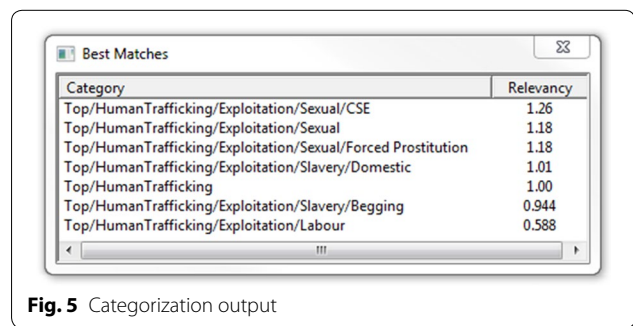 Best Matches
Category Relevancy
Top/HumanTrafficking/Exploitation/Sexual/CSE 1.26
Top/HumanTrafficking/Exploitation/Sexual 1.18
Top/HumanTrafficking/Exploitation/Sexual/Forced Prostitution 1.18
Top/HumanTrafficking/Exploitation/Slavery/Domestic 1.01
Top/HumanTrafficking 1.00
Top/HumanTrafficking/Exploitation/Slavery/Begging 0.944
Top/HumanTrafficking/Exploitation/Labour 0.588
Fig. 5 Categorization output